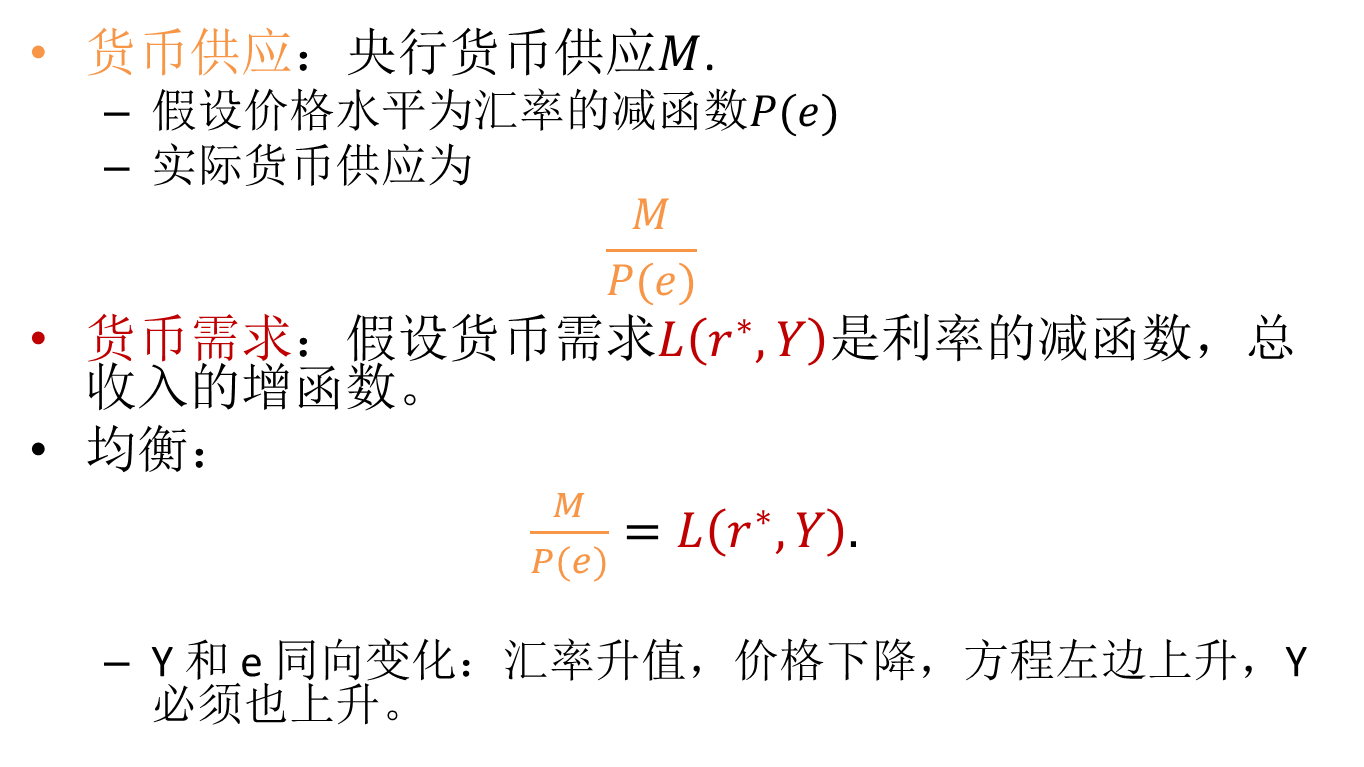 • 货币供应：央行货币供应M.
– 假设价格水平为汇率的减函数P(e)
– 实际货币供应为
M
P(e)
• 货币需求：假设货币需求L(r*,Y)是利率的减函数，总
收入的增函数。
• 均衡：
M/P(e) = L(r*,Y).
– Y 和 e 同向变化：汇率升值，价格下降，方程左边上升，Y
必须也上升。